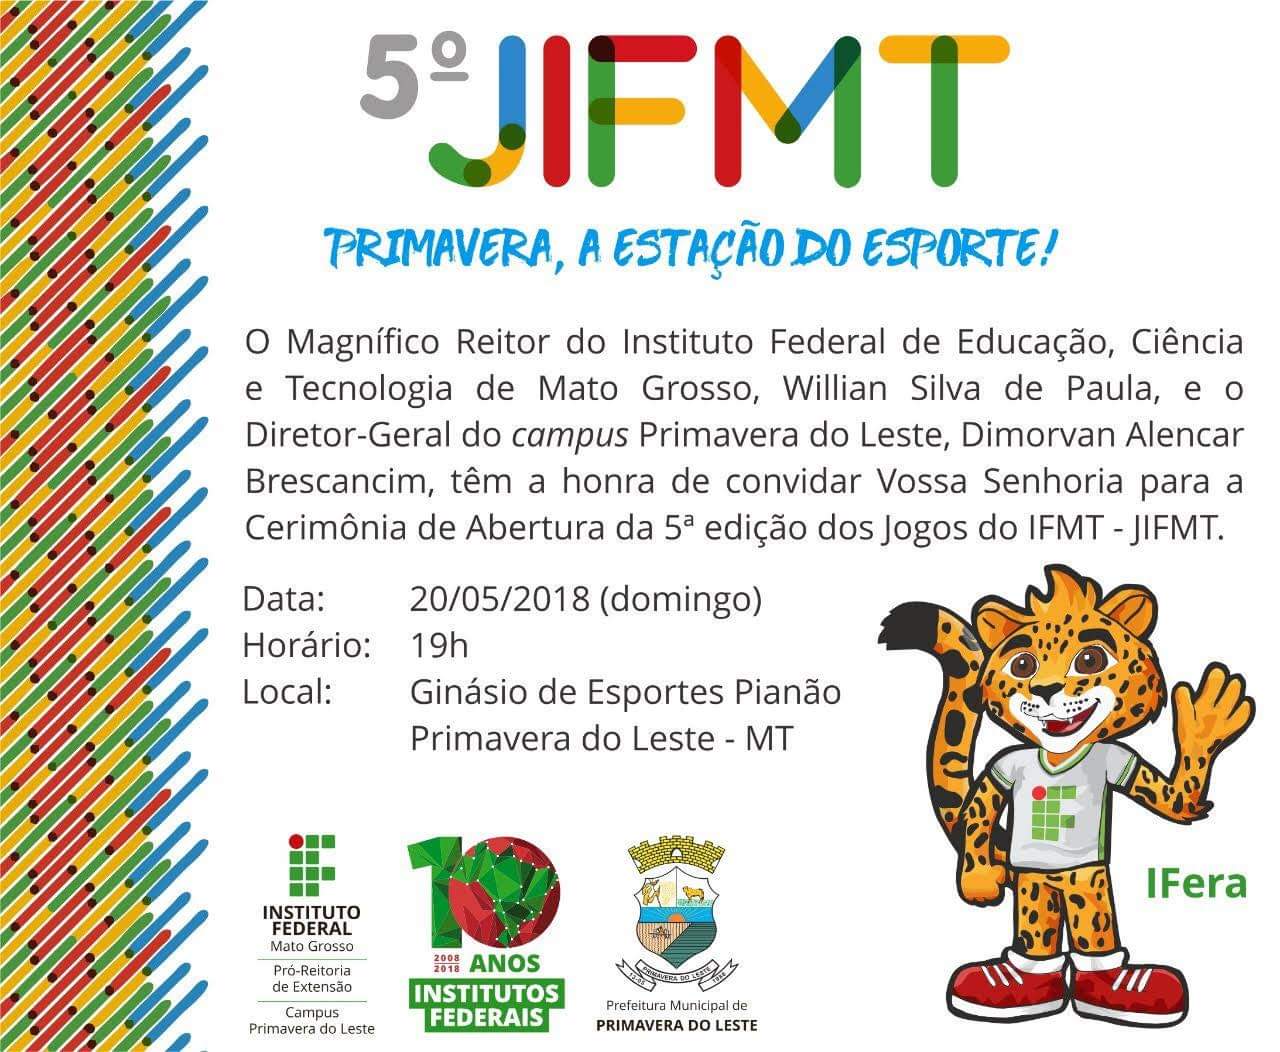 5º JIFMT
PRIMAVERA, A ESTAÇÃO DO ESPORTE!
O Magnífico Reitor do Instituto Federal de Educação, Ciência
e Tecnologia de Mato Grosso, Willian Silva de Paula, e o
Diretor-Geral do campus Primavera do Leste, Dimorvan Alencar
Brescancim, têm a honra de convidar Vossa Senhoria para a
Cerimônia de Abertura da 5ª edição dos Jogos do IFMT - JIFMT.
Data: 20/05/2018 (domingo)
Horário: 19h
Local: Ginásio de Esportes Pianão
Primavera do Leste - MT
IFera
INSTITUTO
FEDERAL
Mato Grosso
Pró-Reitoria
de Extensão
Campus
Primavera do Leste
10
2008
2018
ANOS
INSTITUTOS
FEDERAIS
PRIMAVERA DO LESTE
Prefeitura Municipal de
PRIMAVERA DO LESTE